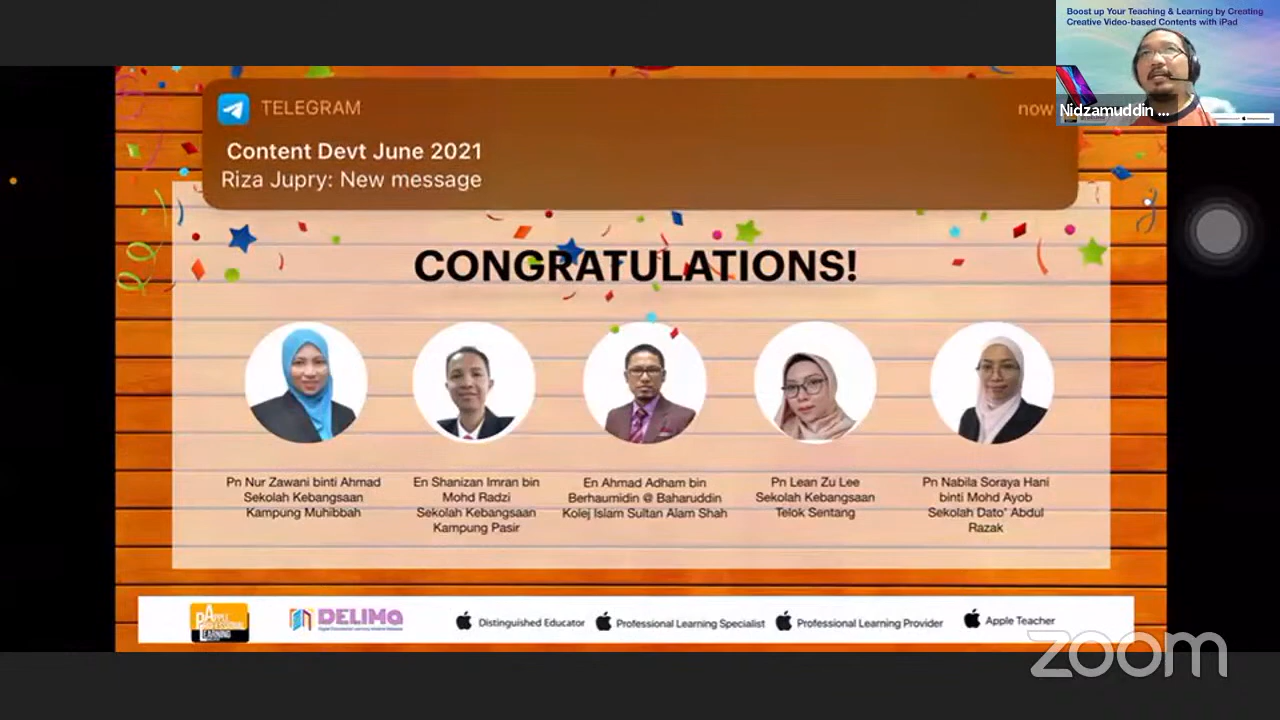 Boost up Your Teaching & Learning by Creating
Creative Video-based Contents with iPad
Nidzamuddin ...
TELEGRAM
now
Content Devt June 2021
Riza Jupry: New message
CONGRATULATIONS!
Pn Nur Zawani binti Ahmad
Sekolah Kebangsaan
Kampung Muhibbah
En Shanizan Imran bin
Mohd Radzi
Sekolah Kebangsaan
Kampung Pasir
En Ahmad Adham bin
Berhaumidin @ Baharuddin
Kolej Islam Sultan Alam Shah
Pn Lean Zu Lee
Sekolah Kebangsaan
Telok Sentang
Pn Nabila Soraya Hani
binti Mohd Ayob
Sekolah Dato' Abdul
Razak
APPLE
PROFESSIONAL
LEARNING
DELIMa
Distinguished Educator
Professional Learning Specialist
Professional Learning Provider
Apple Teacher
zoom